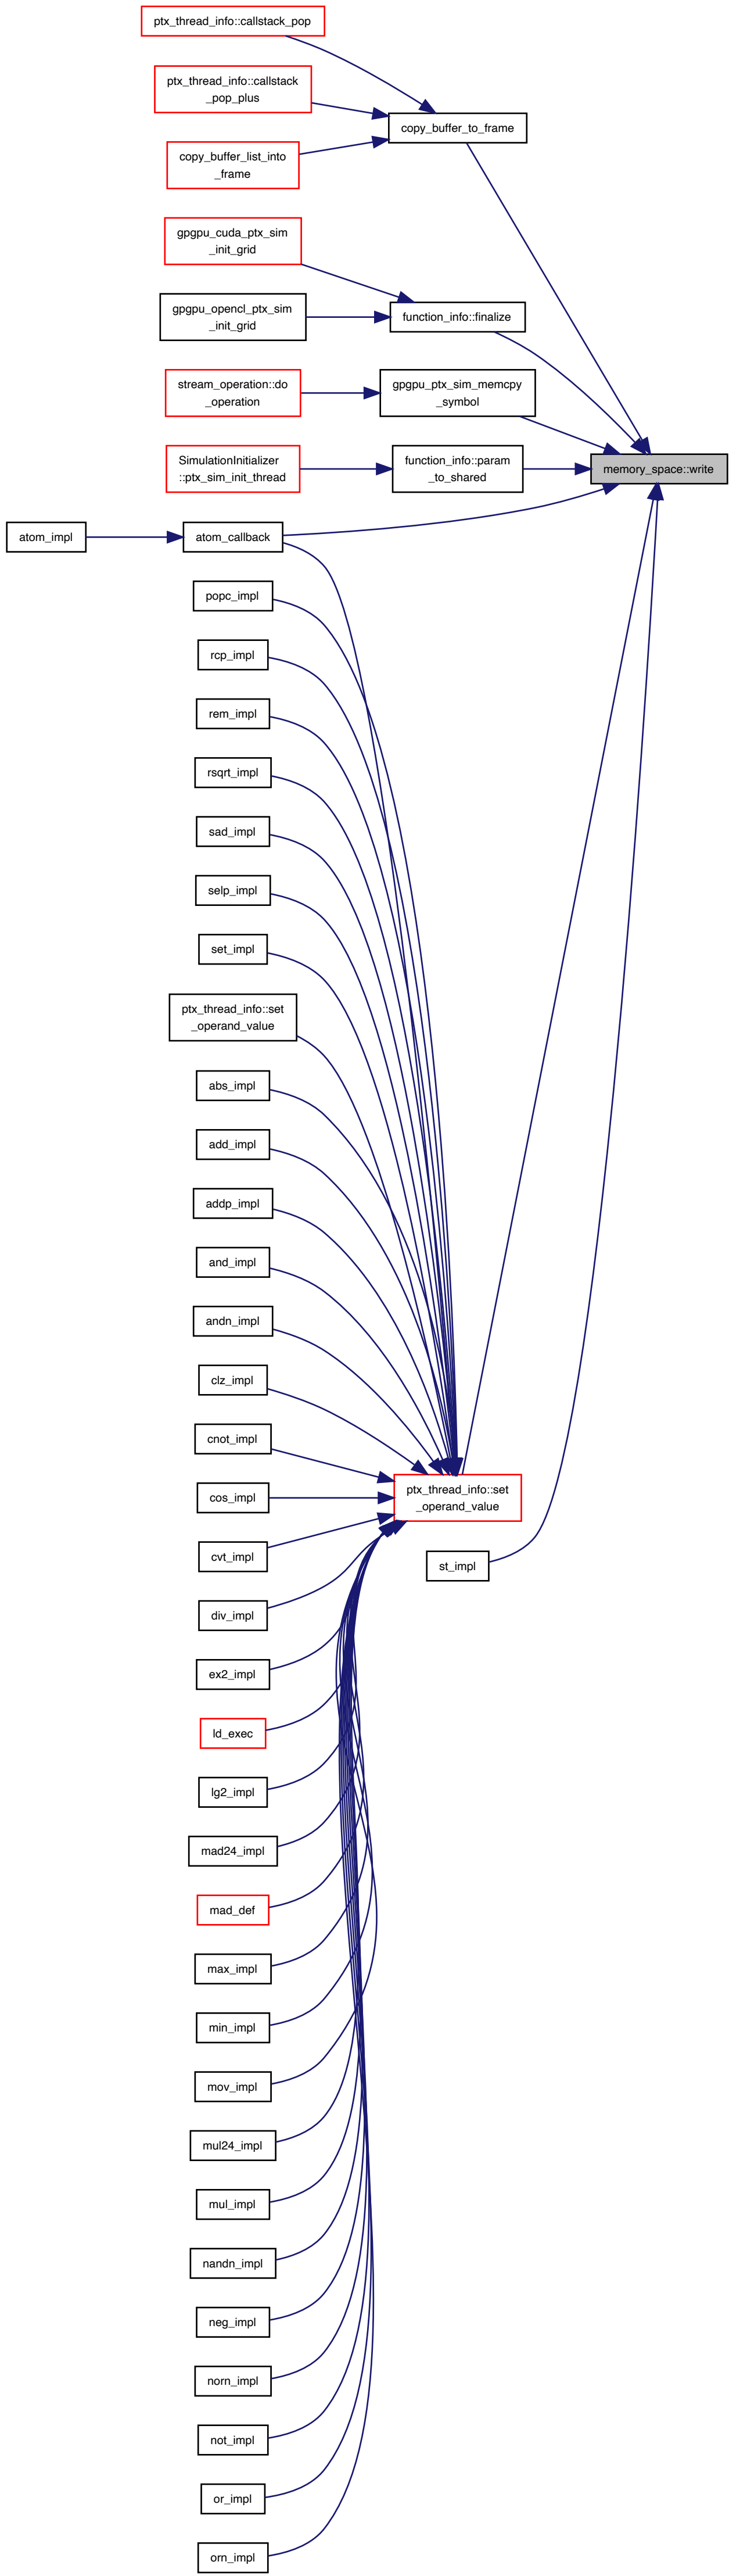 ptx_thread_info::callstack_pop
ptx_thread_info::callstack
_pop_plus
copy_buffer_to_frame
copy_buffer_list_into
_frame
gpgpu_cuda_ptx_sim
_init_grid
gpgpu_opencl_ptx_sim
_init_grid
function_info::finalize
stream_operation::do
_operation
gpgpu_ptx_sim_memcpy
_symbol
SimulationInitializer
::ptx_sim_init_thread
function_info::param
_to_shared
memory_space::write
atom_impl
atom_callback
popc_impl
rcp_impl
rem_impl
rsqrt_impl
sad_impl
selp_impl
set_impl
ptx_thread_info::set
_operand_value
abs_impl
add_impl
addp_impl
and_impl
andn_impl
clz_impl
cnot_impl
cos_impl
ptx_thread_info::set
_operand_value
cvt_impl
st_impl
div_impl
ex2_impl
ld_exec
lg2_impl
mad24_impl
mad_def
max_impl
min_impl
mov_impl
mul24_impl
mul_impl
nandn_impl
neg_impl
norn_impl
not_impl
or_impl
orn_impl